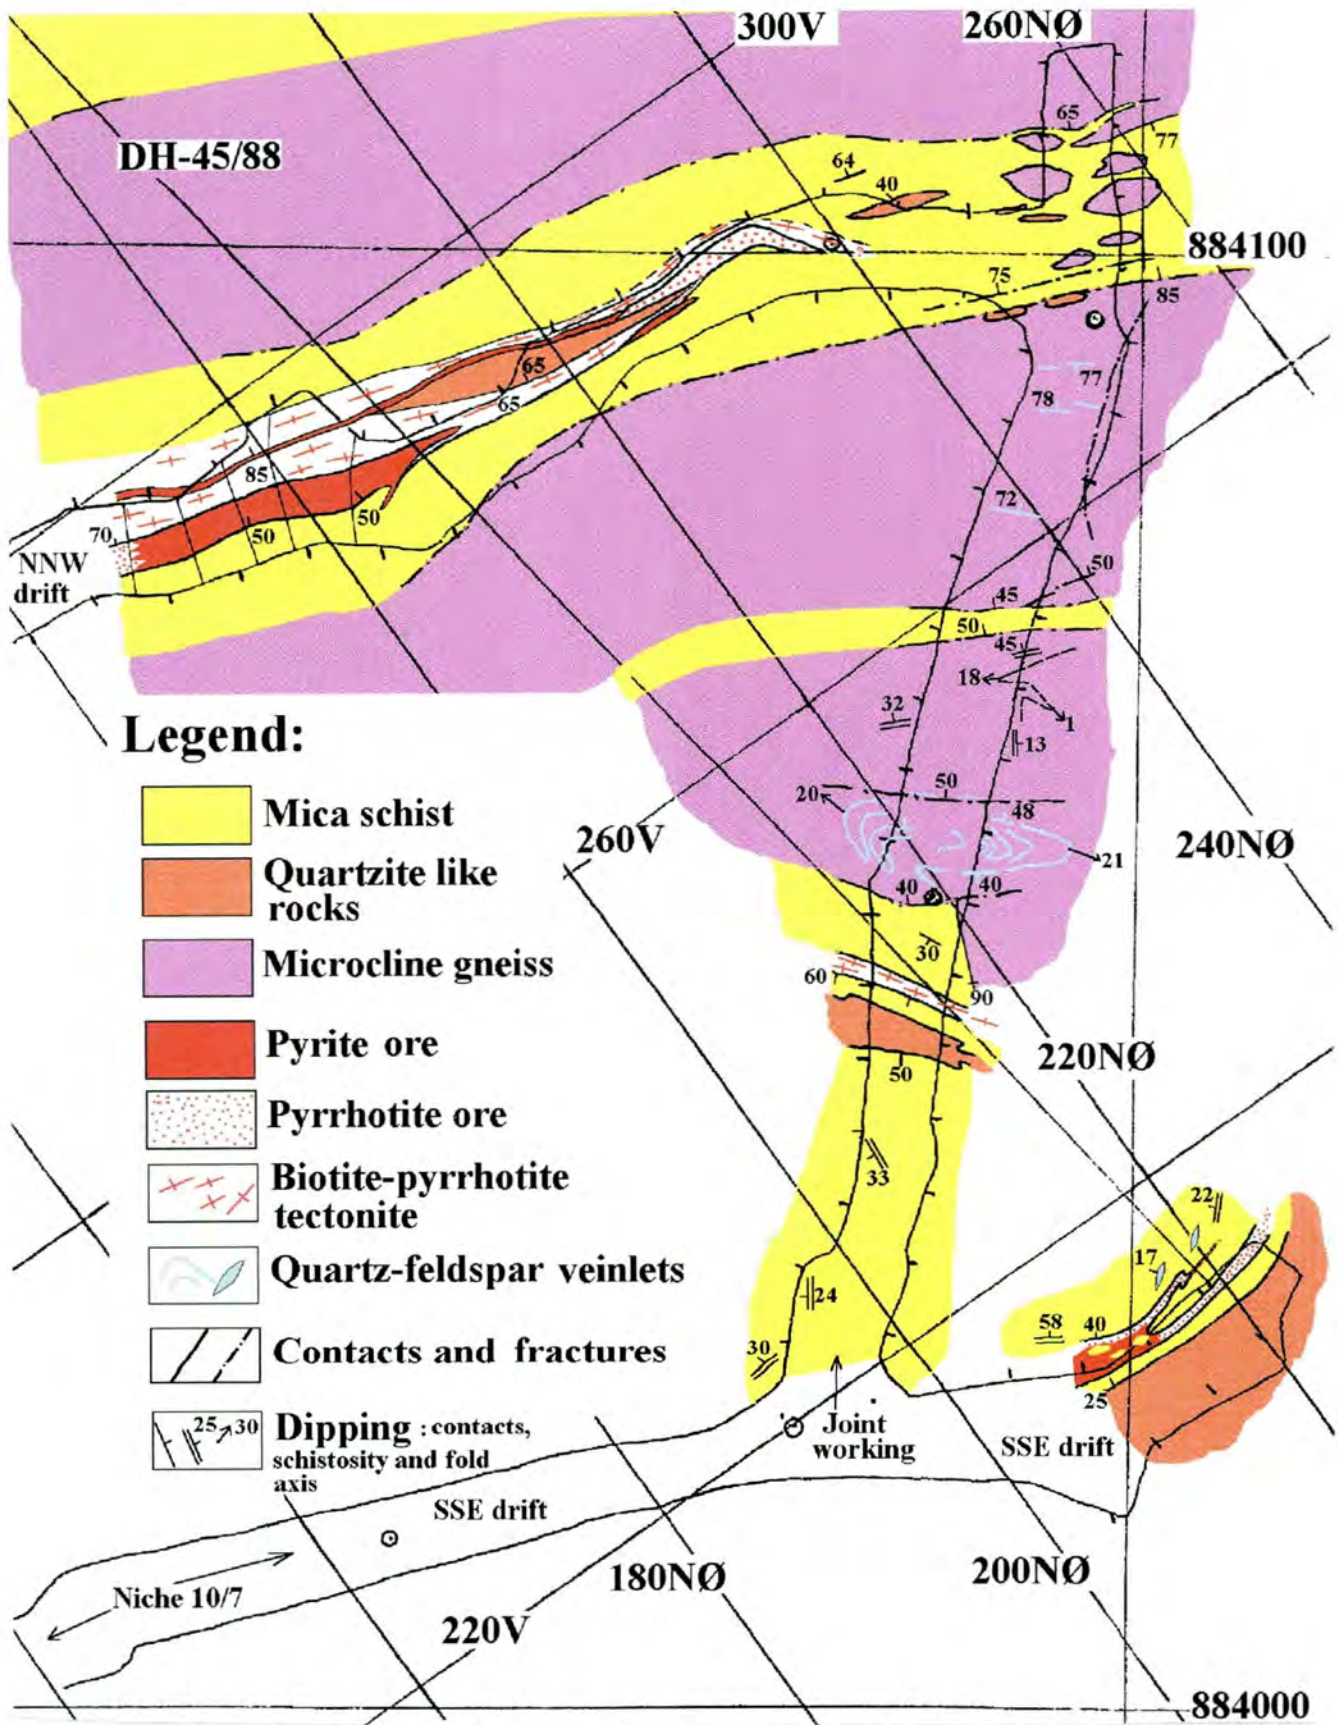 300V
260NØ
65
77
DH-45/88
64
40
884100
75
85
65
65
77
78
85
72
50
50
70
50
NNW
drift
45
50
45
18
1
32
13
Legend:
50
20
48
21
Mica schist
260V
240NØ
Quartzite like
rocks
40
40
30
Microcline gneiss
60
90
Pyrite ore
220NØ
50
Pyrrhotite ore
Biotite-pyrrhotite
tectonite
33
22
17
Quartz-feldspar veinlets
24
58
40
Contacts and fractures
30
25
25
30
Dipping : contacts,
schistosity and fold
axis
Joint
working
SSE drift
SSE drift
180NØ
200NØ
Niche 10/7
220V
884000